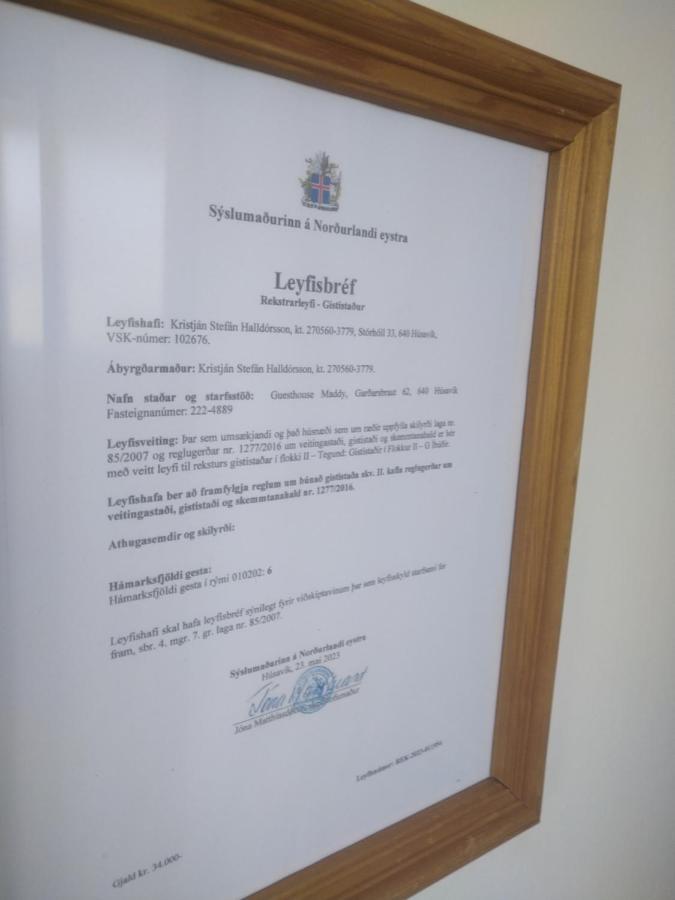 Sýslumaðurinn á Norðurlandi eystra
Leyfisbréf
Rekstrarleyfi - Gististaður
Leyfishafi: Kristján Stefán Halldórsson, kt. 270560-3779, Stórhóll 33, 640 Húsavík,
VSK-númer: 102676.
Ábyrgðarmaður: Kristján Stefán Halldórsson, kt. 270560-3779.
Nafn staðar og starfsstöð: Guesthouse Maddy, Garðarsbraut 62, 640 Húsavík
Fasteignanúmer: 222-4889
Leyfisveiting: Þar sem umsækjandi og það húsnæði sem um ræðir uppfylla skilyrði laga nr.
85/2007 og reglugerðar nr. 1277/2016 um veitingastaði, gististaði og skemmtanahald er hér
með veitt leyfi til reksturs gististaðar í flokki II – Tegund: Gististaðir í Flokkur II – G Íbúðir.
Leyfishafa ber að framfylgja reglum um búnað gististaða skv. II. kafla reglugerðar um
veitingastaði, gististaði og skemmtanahald nr. 1277/2016.
Athugasemdir og skilyrði:
Hámarksfjöldi gesta:
Hámarksfjöldi gesta í rými 010202: 6
Leyfishafi skal hafa leyfisbréf sýnilegt fyrir viðskiptavinum þar sem leyfisskyld starfsemi fer
fram, sbr. 4. mgr. 7. gr. laga nr. 85/2007.
Sýslumaðurinn á Norðurlandi eystra
Húsavík, 23. maí 2023
Jóna Matthíasdóttir
Leyfisnúmer:
Gjald kr. 34.000-